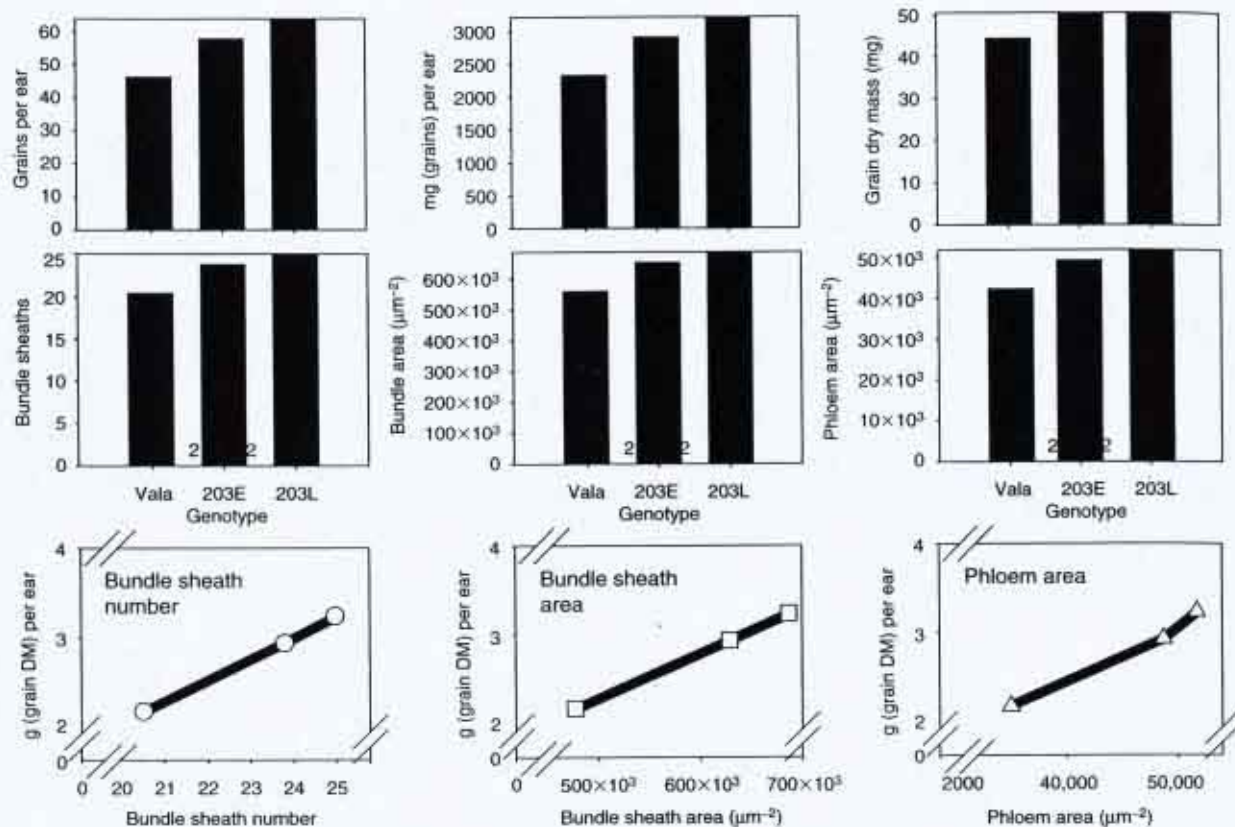 Grains per ear
60
50
40
30
20
10
0
mg (grains) per ear
3000
2500
2000
1500
1000
500
0
Grain dry mass (mg)
50
40
30
20
10
0
Bundle sheaths
25
20
15
10
5
0
2 2
Vala 203E 203L
Genotype
Bundle area (µm⁻²)
600×10³
500×10³
400×10³
300×10³
200×10³
100×10³
0
2 2
Vala 203E 203L
Genotype
Phloem area (µm⁻²)
50×10³
40×10³
30×10³
20×10³
10×10³
0
2 2
Vala 203E 203L
Genotype
g (grain DM) per ear
4
3
2
0
Bundle sheath
number
0 20 21 22 23 24 25
Bundle sheath number
g (grain DM) per ear
4
3
2
0
Bundle sheath
area
0 500×10³ 600×10³ 700×10³
Bundle sheath area (µm⁻²)
g (grain DM) per ear
4
3
2
0
Phloem area
2000 40,000 50,000
Phloem area (µm⁻²)